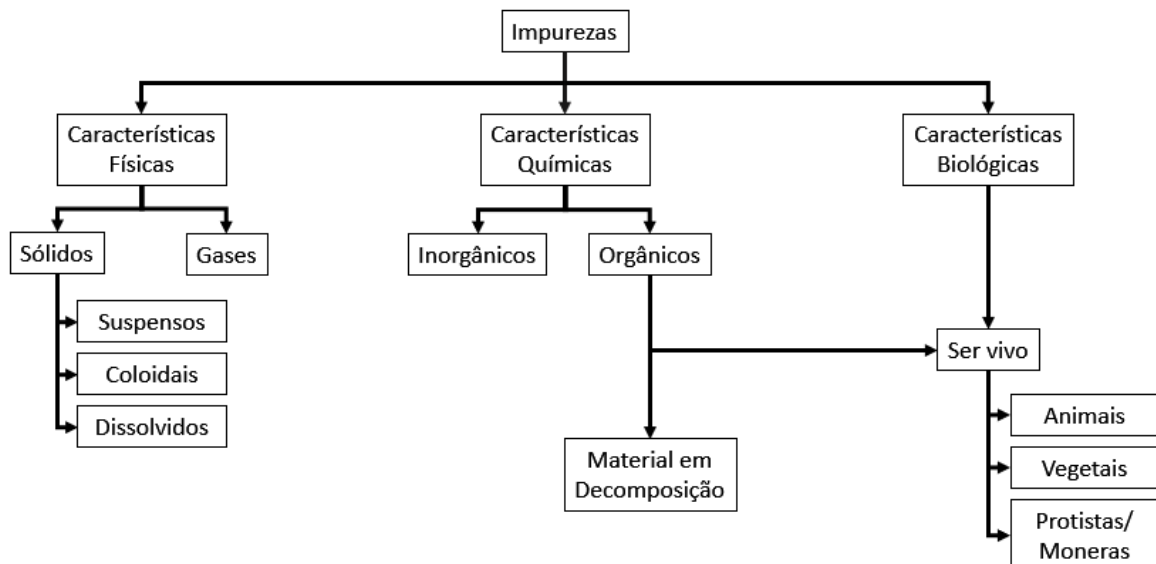 Impurezas
Características
Físicas
Características
Químicas
Característícas
Biológicas
Sólidos
Gases
Inorgânicos
Orgânicos
Suspensos
Coloidais
Dissolvidos
Ser vivo
Material em
Decomposição
Animais
Vegetais
Protistas/
Moneras